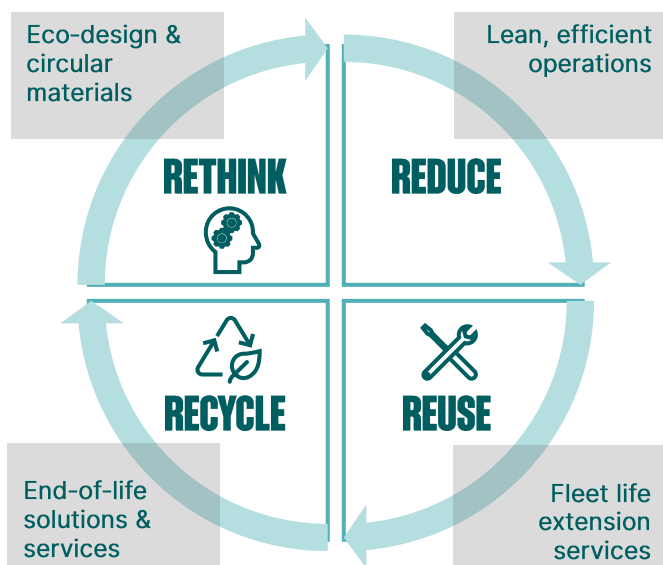 Eco-design &
circular
materials
Lean, efficient
operations
RETHINK
REDUCE
RECYCLE
REUSE
End-of-life
solutions &
services
Fleet life
extension
services